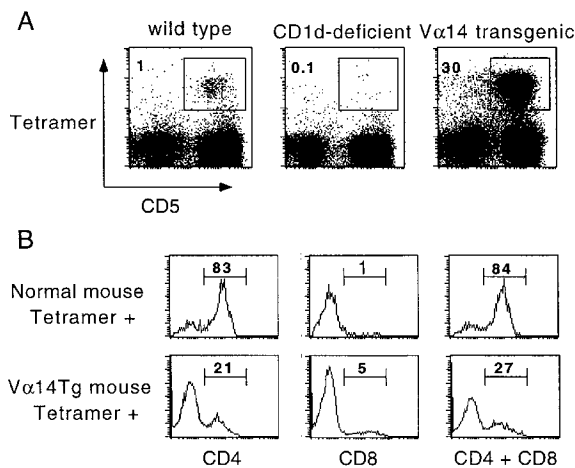 A
wild type
CD1d-deficient
Vα14 transgenic
1
0.1
30
Tetramer
CD5
B
83
1
84
Normal mouse
Tetramer +
21
5
27
Vα14Tg mouse
Tetramer +
CD4
CD8
CD4 + CD8